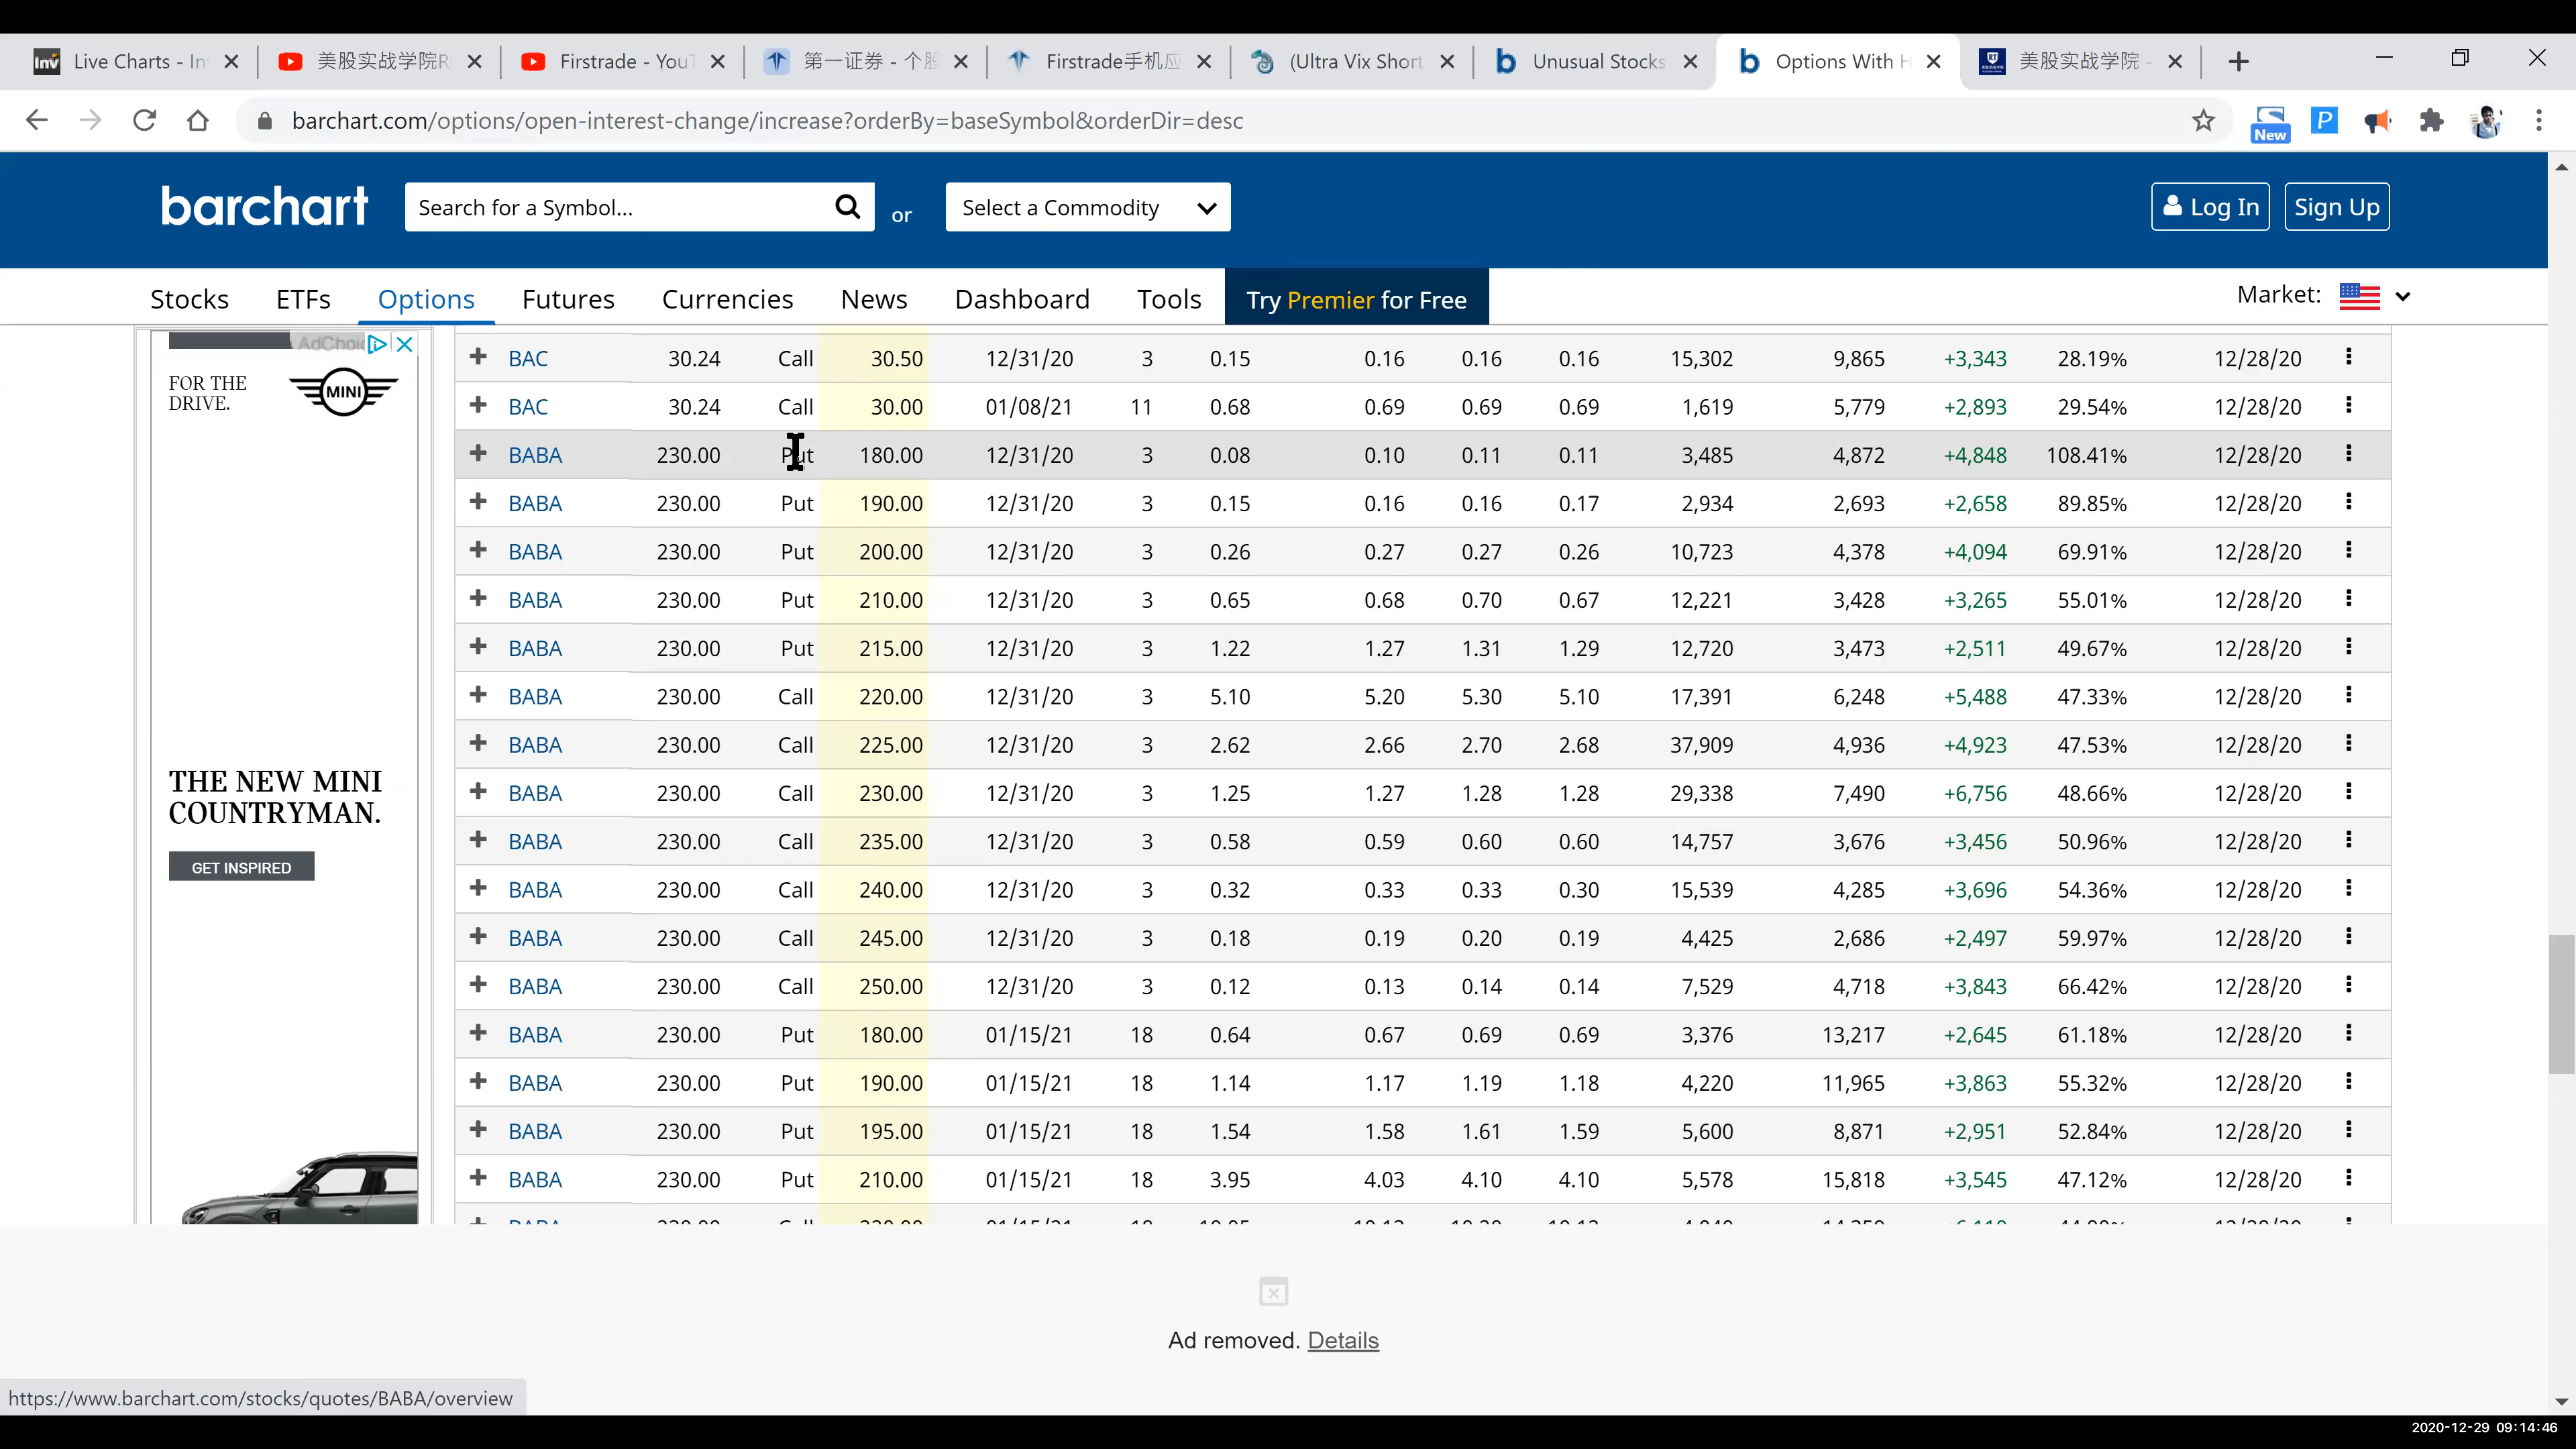 Live Charts - In
美股实战学院R
Firstrade - YouT
第一证券 - 个股
Firstrade手机应
(Ultra Vix Short
Unusual Stocks
Options With H
美股实战学院 -
barchart.com/options/open-interest-change/increase?orderBy=baseSymbol&orderDir=desc
New
P
barchart
Search for a Symbol...
or
Select a Commodity
Log In
Sign Up
Stocks ETFs Options Futures Currencies News Dashboard Tools Try Premier for Free Market:
AdChoic
FOR THE
DRIVE.
MINI
THE NEW MINI
COUNTRYMAN.
GET INSPIRED
BAC 30.24 Call 30.50 12/31/20 3 0.15 0.16 0.16 0.16 15,302 9,865 +3,343 28.19% 12/28/20
BAC 30.24 Call 30.00 01/08/21 11 0.68 0.69 0.69 0.69 1,619 5,779 +2,893 29.54% 12/28/20
BABA 230.00 Put 180.00 12/31/20 3 0.08 0.10 0.11 0.11 3,485 4,872 +4,848 108.41% 12/28/20
BABA 230.00 Put 190.00 12/31/20 3 0.15 0.16 0.16 0.17 2,934 2,693 +2,658 89.85% 12/28/20
BABA 230.00 Put 200.00 12/31/20 3 0.26 0.27 0.27 0.26 10,723 4,378 +4,094 69.91% 12/28/20
BABA 230.00 Put 210.00 12/31/20 3 0.65 0.68 0.70 0.67 12,221 3,428 +3,265 55.01% 12/28/20
BABA 230.00 Put 215.00 12/31/20 3 1.22 1.27 1.31 1.29 12,720 3,473 +2,511 49.67% 12/28/20
BABA 230.00 Call 220.00 12/31/20 3 5.10 5.20 5.30 5.10 17,391 6,248 +5,488 47.33% 12/28/20
BABA 230.00 Call 225.00 12/31/20 3 2.62 2.66 2.70 2.68 37,909 4,936 +4,923 47.53% 12/28/20
BABA 230.00 Call 230.00 12/31/20 3 1.25 1.27 1.28 1.28 29,338 7,490 +6,756 48.66% 12/28/20
BABA 230.00 Call 235.00 12/31/20 3 0.58 0.59 0.60 0.60 14,757 3,676 +3,456 50.96% 12/28/20
BABA 230.00 Call 240.00 12/31/20 3 0.32 0.33 0.33 0.30 15,539 4,285 +3,696 54.36% 12/28/20
BABA 230.00 Call 245.00 12/31/20 3 0.18 0.19 0.20 0.19 4,425 2,686 +2,497 59.97% 12/28/20
BABA 230.00 Call 250.00 12/31/20 3 0.12 0.13 0.14 0.14 7,529 4,718 +3,843 66.42% 12/28/20
BABA 230.00 Put 180.00 01/15/21 18 0.64 0.67 0.69 0.69 3,376 13,217 +2,645 61.18% 12/28/20
BABA 230.00 Put 190.00 01/15/21 18 1.14 1.17 1.19 1.18 4,220 11,965 +3,863 55.32% 12/28/20
BABA 230.00 Put 195.00 01/15/21 18 1.54 1.58 1.61 1.59 5,600 8,871 +2,951 52.84% 12/28/20
BABA 230.00 Put 210.00 01/15/21 18 3.95 4.03 4.10 4.10 5,578 15,818 +3,545 47.12% 12/28/20
Ad removed. Details
https://www.barchart.com/stocks/quotes/BABA/overview
2020-12-29 09:14:46